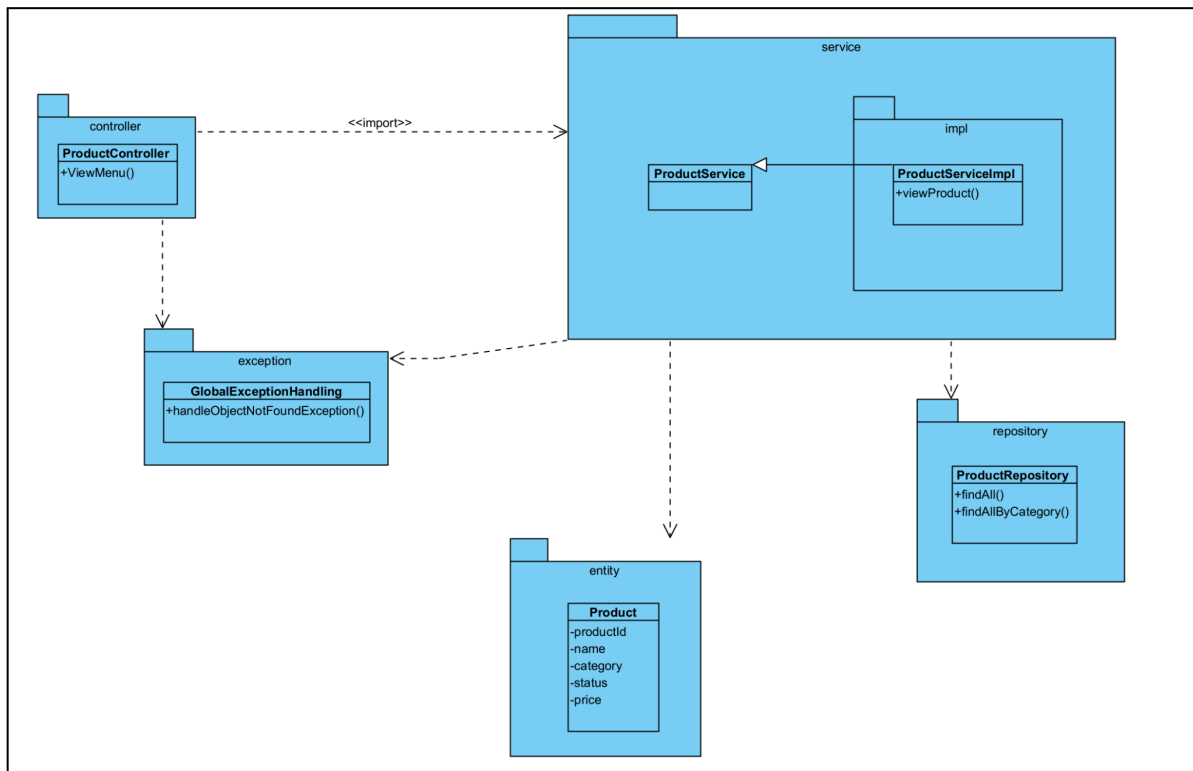 service
controller
<<import>>
impl
ProductController
+ViewMenu()
ProductService
ProductServiceImpl
+viewProduct()
exception
GlobalExceptionHandling
+handleObjectNotFoundException()
repository
ProductRepository
+findAll()
+findAllByCategory()
entity
Product
-productId
-name
-category
-status
-price